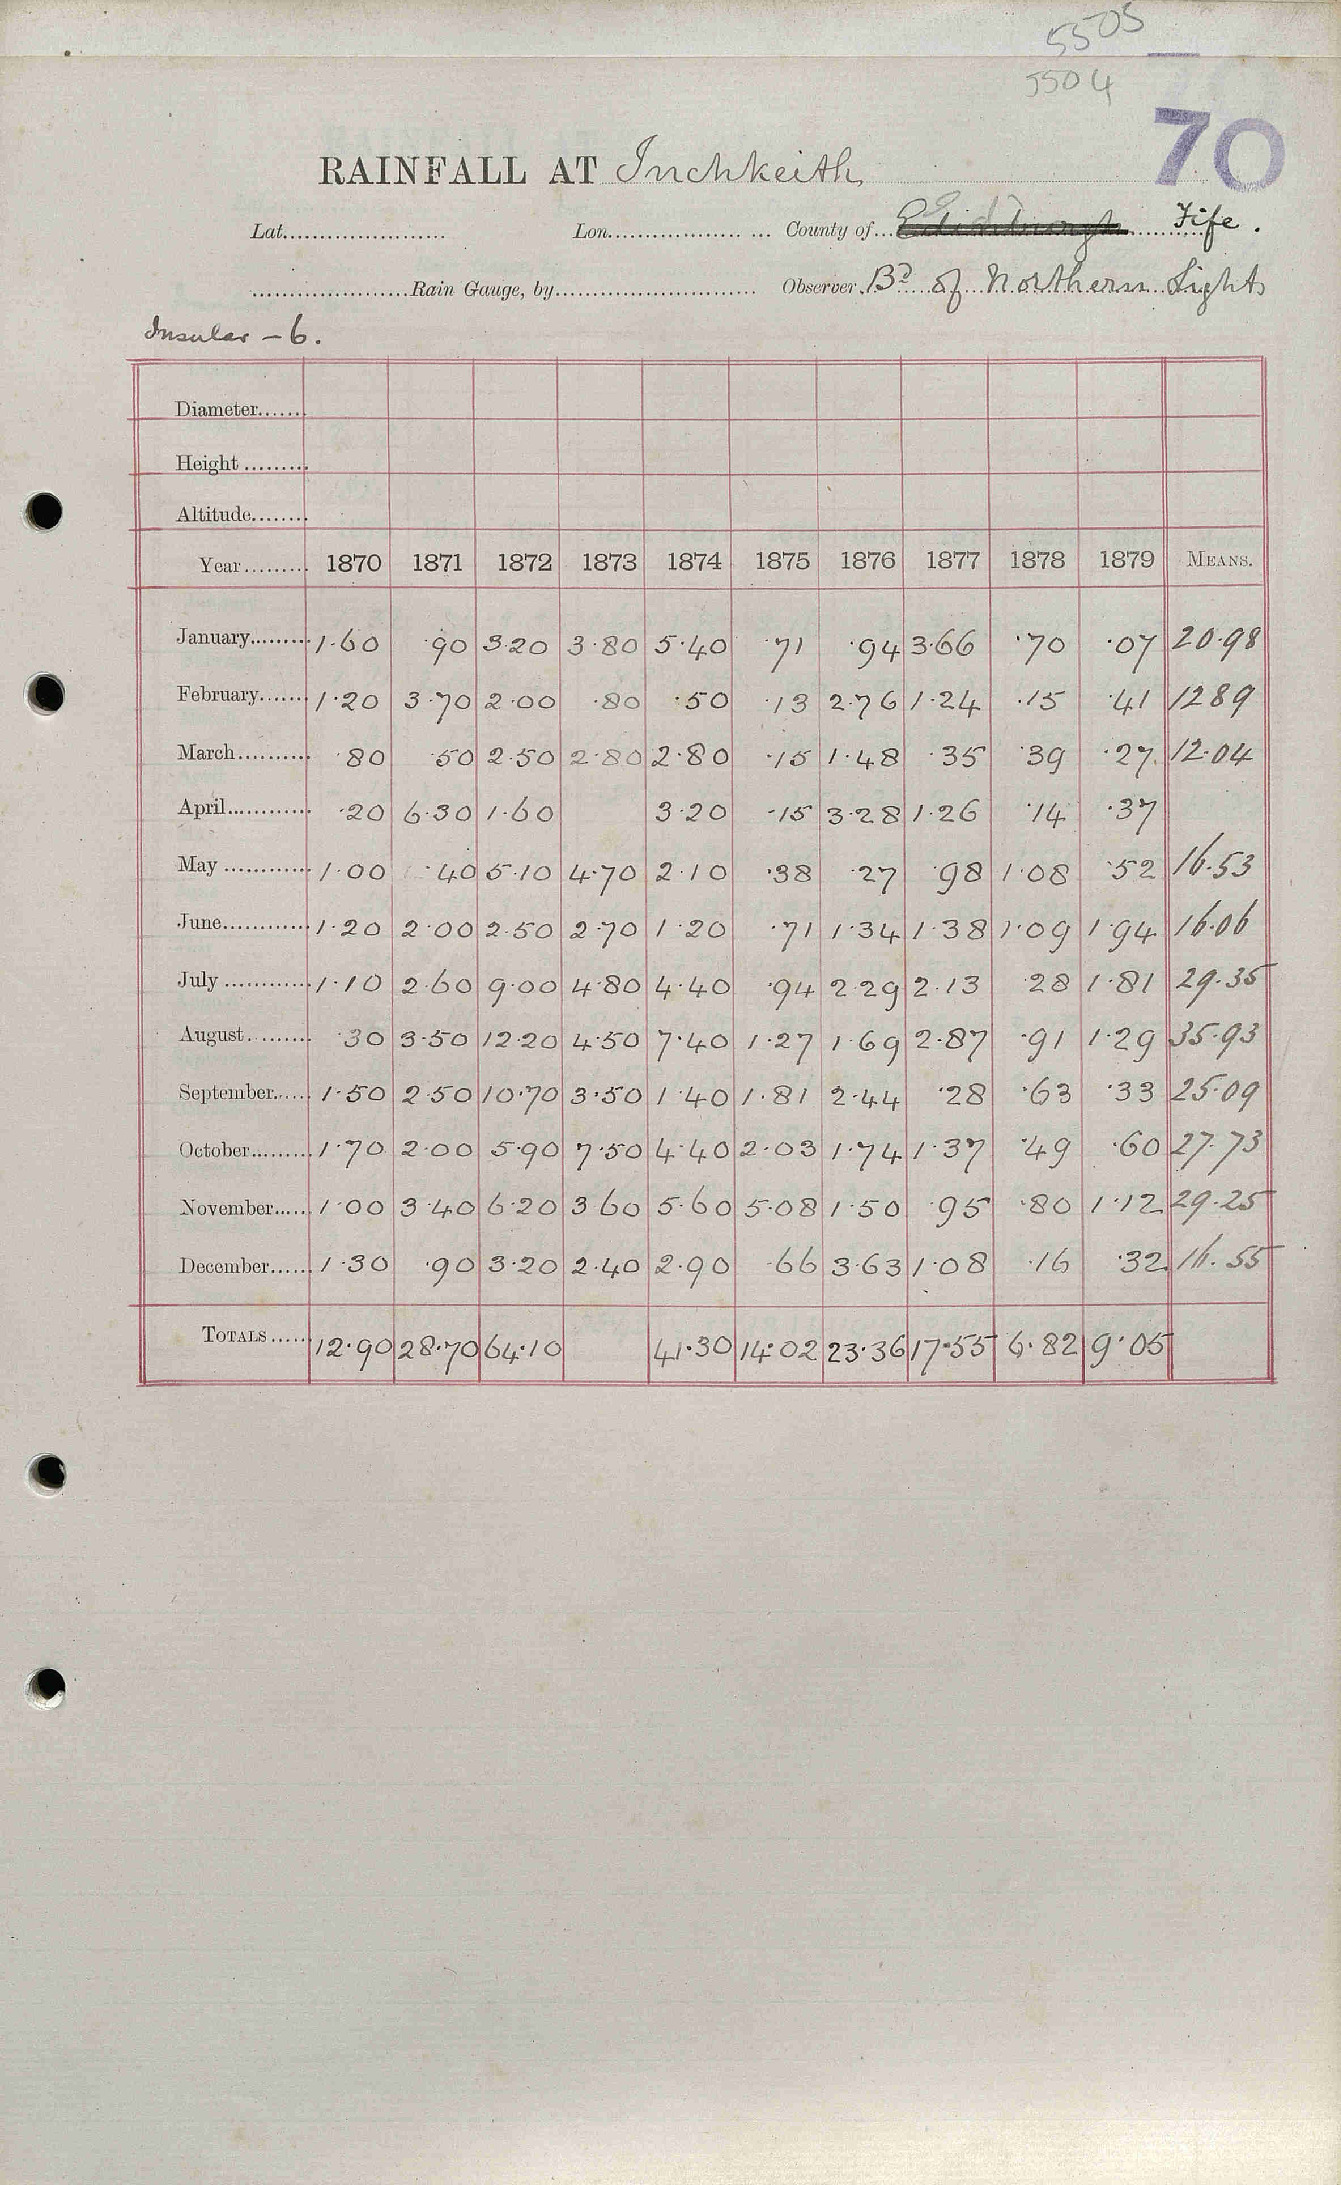 5505
5504
70
RAINFALL AT Inchkeith
Lat. Lon. County of Edinburgh Fife.
Rain Gauge, by Observer Bd of Northern Lights
Insular - 6.
Diameter
Height
Altitude
Year 1870 1871 1872 1873 1874 1875 1876 1877 1878 1879 MEANS.
January 1·60 ·90 3·20 3·80 5·40 ·71 ·94 3·66 ·70 ·07 20·98
February 1·20 3·70 2·00 ·80 ·50 ·13 2·76 1·24 ·15 ·41 1289
March ·80 ·50 2·50 2·80 2·80 ·15 1·48 ·35 ·39 ·27 12·04
April ·20 6·30 1·60 3·20 ·15 3·28 1·26 ·14 ·37
May 1·00 ·40 5·10 4·70 2·10 ·38 ·27 ·98 1·08 ·52 16·53
June 1·20 2·00 2·50 2·70 1·20 ·71 1·34 1·38 1·09 1·94 16·06
July 1·10 2·60 9·00 4·80 4·40 ·94 2·29 2·13 ·28 1·81 29·35
August ·30 3·50 12·20 4·50 7·40 1·27 1·69 2·87 ·91 1·29 35·93
September 1·50 2·50 10·70 3·50 1·40 1·81 2·44 ·28 ·63 ·33 25·09
October 1·70 2·00 5·90 7·50 4·40 2·03 1·74 1·37 ·49 ·60 27·73
November 1·00 3·40 6·20 3·60 5·60 5·08 1·50 ·95 ·80 1·12 29·25
December 1·30 ·90 3·20 2·40 2·90 ·66 3·63 1·08 ·16 ·32 16·55
TOTALS 12·90 28·70 64·10 41·30 14·02 23·36 17·55 6·82 9·05